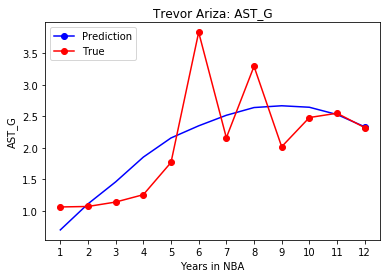 Trevor Ariza: AST_G
Prediction
True
3.5
3.0
2.5
2.0
1.5
1.0
AST_G
1 2 3 4 5 6 7 8 9 10 11 12
Years in NBA